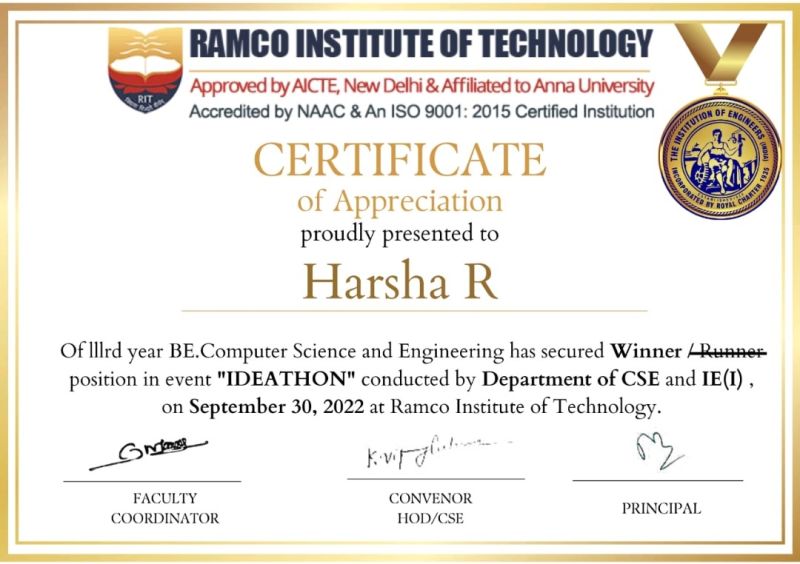 RAMCO INSTITUTE OF TECHNOLOGY
Approved by AICTE, New Delhi & Affiliated to Anna University
Accredited by NAAC & An ISO 9001: 2015 Certified Institution
RIT
THE INSTITUTION OF ENGINEERS (INDIA)
INCORPORATED BY ROYAL CHARTER 1935
CERTIFICATE
of Appreciation
proudly presented to
Harsha R
Of lllrd year BE.Computer Science and Engineering has secured Winner / Runner
position in event "IDEATHON" conducted by Department of CSE and IE(I) ,
on September 30, 2022 at Ramco Institute of Technology.
FACULTY
COORDINATOR
CONVENOR
HOD/CSE
PRINCIPAL